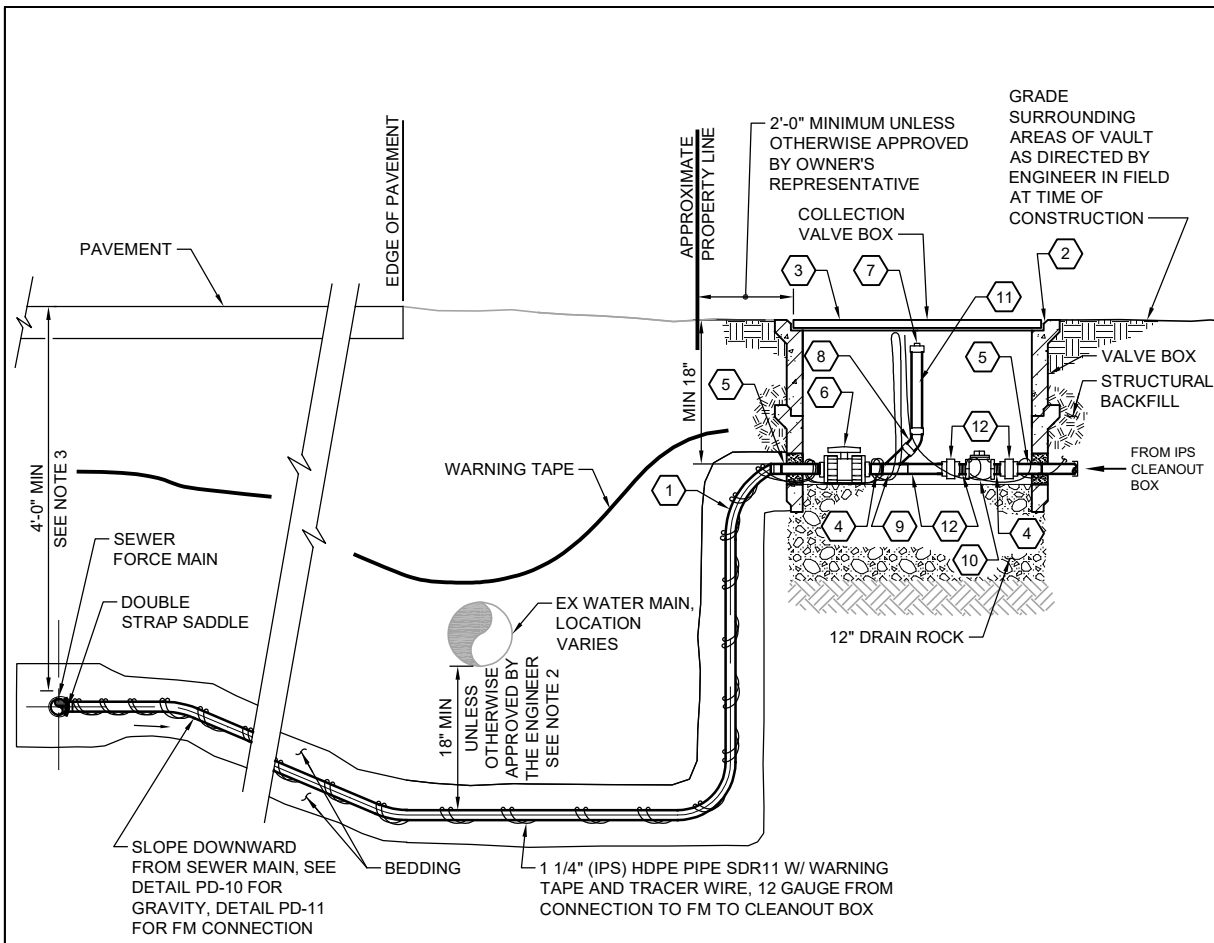 GRADE
SURROUNDING
AREAS OF VAULT
AS DIRECTED BY
ENGINEER IN FIELD
AT TIME OF
CONSTRUCTION
2'-0" MINIMUM UNLESS
OTHERWISE APPROVED
BY OWNER'S
REPRESENTATIVE
EDGE OF PAVEMENT
APPROXIMATE
PROPERTY LINE
COLLECTION
VALVE BOX
PAVEMENT
3
7
2
11
8
5
VALVE BOX
STRUCTURAL
BACKFILL
MIN 18"
5
6
12
FROM IPS
CLEANOUT
BOX
WARNING TAPE
1
4
9
12
4
10
4'-0" MIN
SEE NOTE 3
SEWER
FORCE MAIN
DOUBLE
STRAP SADDLE
EX WATER MAIN,
LOCATION
VARIES
12" DRAIN ROCK
18" MIN
UNLESS
OTHERWISE
APPROVED BY
THE ENGINEER
SEE NOTE 2
SLOPE DOWNWARD
FROM SEWER MAIN, SEE
DETAIL PD-10 FOR
GRAVITY, DETAIL PD-11
FOR FM CONNECTION
BEDDING
1 1/4" (IPS) HDPE PIPE SDR11 W/ WARNING
TAPE AND TRACER WIRE, 12 GAUGE FROM
CONNECTION TO FM TO CLEANOUT BOX